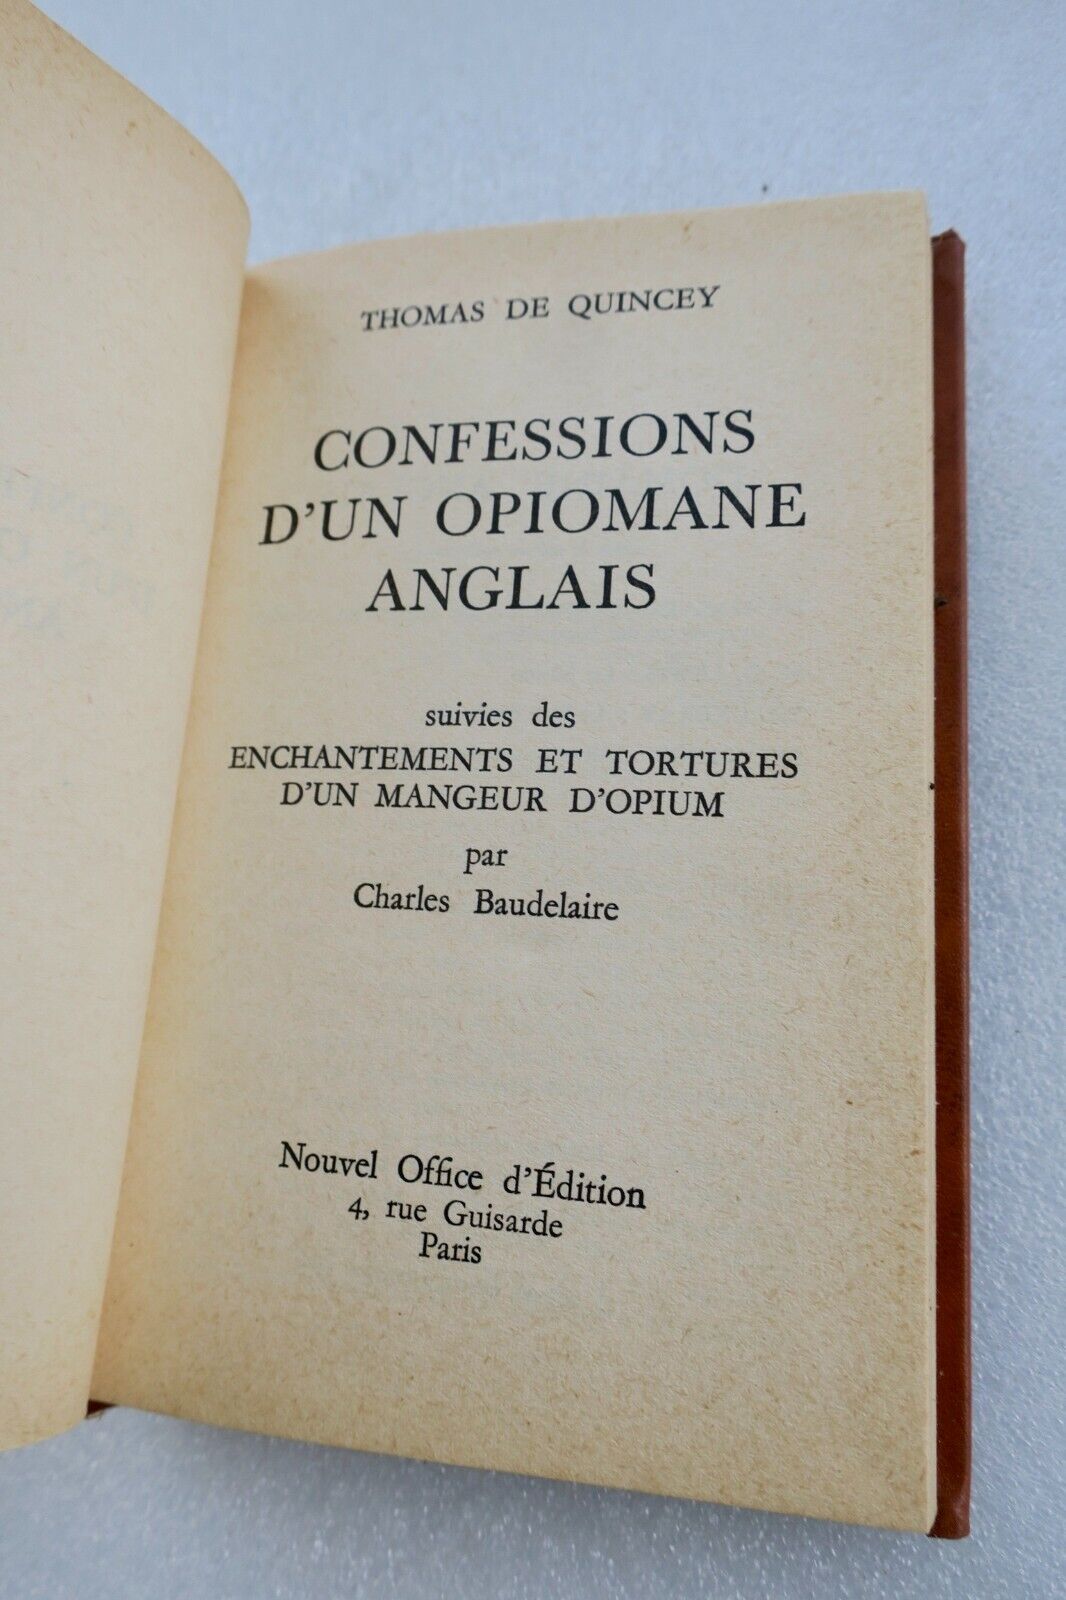 THOMAS DE QUINCEY
CONFESSIONS
D'UN OPIOMANE
ANGLAIS
suivies des
ENCHANTEMENTS ET TORTURES
D'UN MANGEUR D'OPIUM
par
Charles Baudelaire
Nouvel Office d'Édition
4, rue Guisarde
Paris